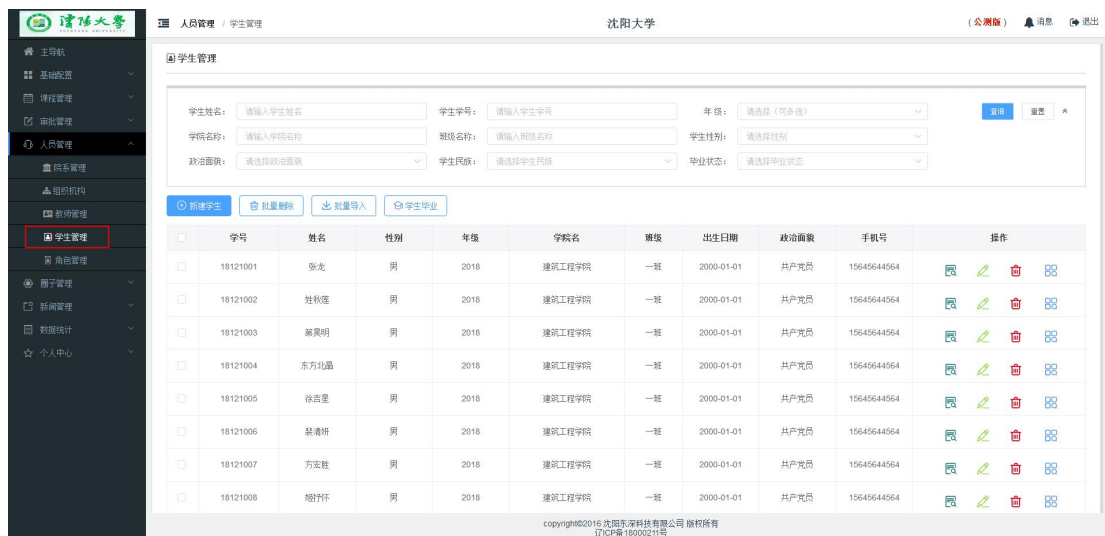 沈阳大学
SHENYANG UNIVERSITY
人员管理 / 学生管理
沈阳大学
(公测版)
消息
退出
主导航
基础配置
课程管理
审批管理
人员管理
院系管理
组织机构
教师管理
学生管理
角色管理
圈子管理
新闻管理
数据统计
个人中心
学生管理
学生姓名: 请输入学生姓名 学生学号: 请输入学生学号 年级: 请选择(可多选) 查询 重置
学院名称: 请输入学院名称 班级名称: 请输入班级名称 学生性别: 请选择性别
政治面貌: 请选择政治面貌 学生民族: 请选择学生民族 毕业状态: 请选择毕业状态
新建学生 批量删除 批量导入 学生毕业
学号 姓名 性别 年级 学院名 班级 出生日期 政治面貌 手机号 操作
18121001 张龙 男 2018 建筑工程学院 一班 2000-01-01 共产党员 15645644564
18121002 姓秋莲 男 2018 建筑工程学院 一班 2000-01-01 共产党员 15645644564
18121003 解昊明 男 2018 建筑工程学院 一班 2000-01-01 共产党员 15645644564
18121004 东方北晶 男 2018 建筑工程学院 一班 2000-01-01 共产党员 15645644564
18121005 徐吉星 男 2018 建筑工程学院 一班 2000-01-01 共产党员 15645644564
18121006 裴清妍 男 2018 建筑工程学院 一班 2000-01-01 共产党员 15645644564
18121007 方宏胜 男 2018 建筑工程学院 一班 2000-01-01 共产党员 15645644564
18121008 男 2018 建筑工程学院 一班 2000-01-01 共产党员 15645644564
copyright©2016 沈阳东深科技有限公司 版权所有
辽ICP备18000211号